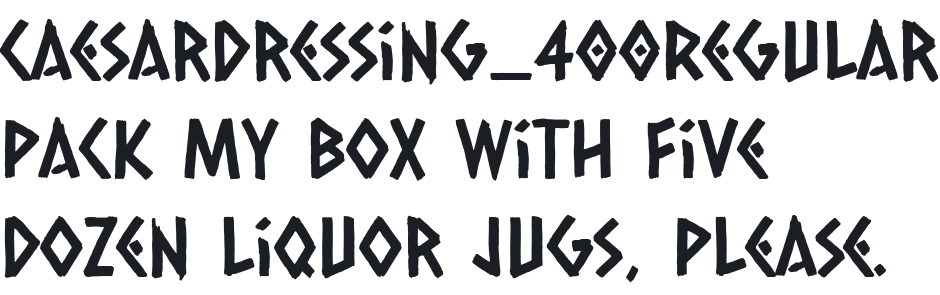 CAESARDRESSiNG_400REGULAR
PACK MY BOX WiTH FiVE
DOZEN LiQUOR JUGS, PLEASE.